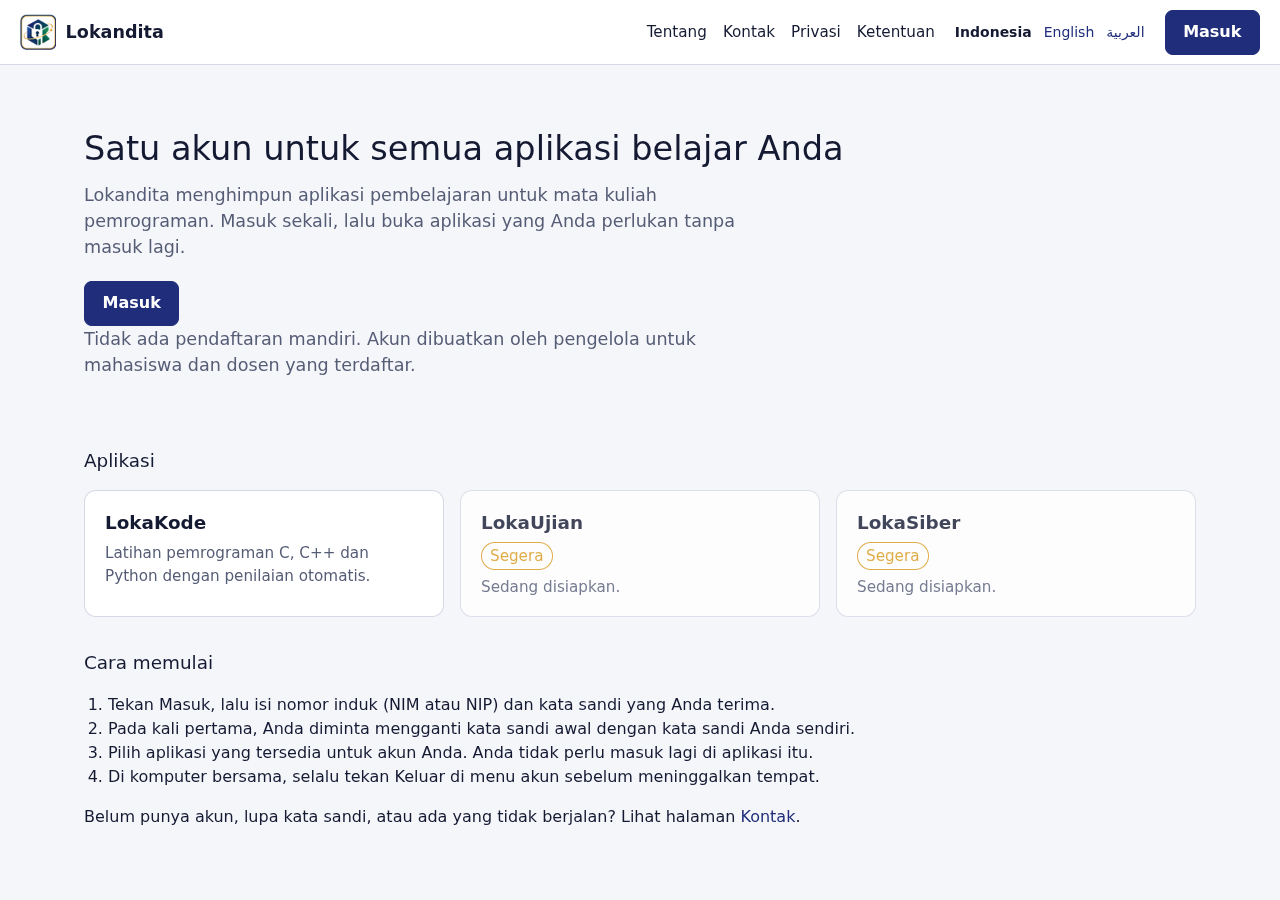 Lokandita
Tentang Kontak Privasi Ketentuan Indonesia English العربية Masuk
Satu akun untuk semua aplikasi belajar Anda
Lokandita menghimpun aplikasi pembelajaran untuk mata kuliah
pemrograman. Masuk sekali, lalu buka aplikasi yang Anda perlukan tanpa
masuk lagi.
Masuk
Tidak ada pendaftaran mandiri. Akun dibuatkan oleh pengelola untuk
mahasiswa dan dosen yang terdaftar.
Aplikasi
LokaKode
Latihan pemrograman C, C++ dan
Python dengan penilaian otomatis.
LokaUjian
Segera
Sedang disiapkan.
LokaSiber
Segera
Sedang disiapkan.
Cara memulai
1. Tekan Masuk, lalu isi nomor induk (NIM atau NIP) dan kata sandi yang Anda terima.
2. Pada kali pertama, Anda diminta mengganti kata sandi awal dengan kata sandi Anda sendiri.
3. Pilih aplikasi yang tersedia untuk akun Anda. Anda tidak perlu masuk lagi di aplikasi itu.
4. Di komputer bersama, selalu tekan Keluar di menu akun sebelum meninggalkan tempat.
Belum punya akun, lupa kata sandi, atau ada yang tidak berjalan? Lihat halaman Kontak.